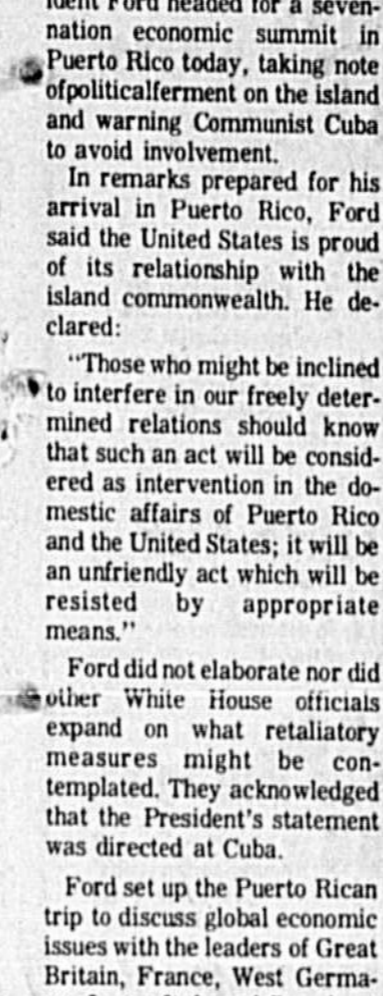 ident Ford headed for a seven-
nation economic summit in
Puerto Rico today, taking note
ofpoliticalferment on the island
and warning Communist Cuba
to avoid involvement.
In remarks prepared for his
arrival in Puerto Rico, Ford
said the United States is proud
of its relationship with the
island commonwealth. He de-
clared:
"Those who might be inclined
to interfere in our freely deter-
mined relations should know
that such an act will be consid-
ered as intervention in the do-
mestic affairs of Puerto Rico
and the United States; it will be
an unfriendly act which will be
resisted by appropriate
means."
Ford did not elaborate nor did
other White House officials
expand on what retaliatory
measures might be con-
templated. They acknowledged
that the President's statement
was directed at Cuba.
Ford set up the Puerto Rican
trip to discuss global economic
issues with the leaders of Great
Britain, France, West Germa-